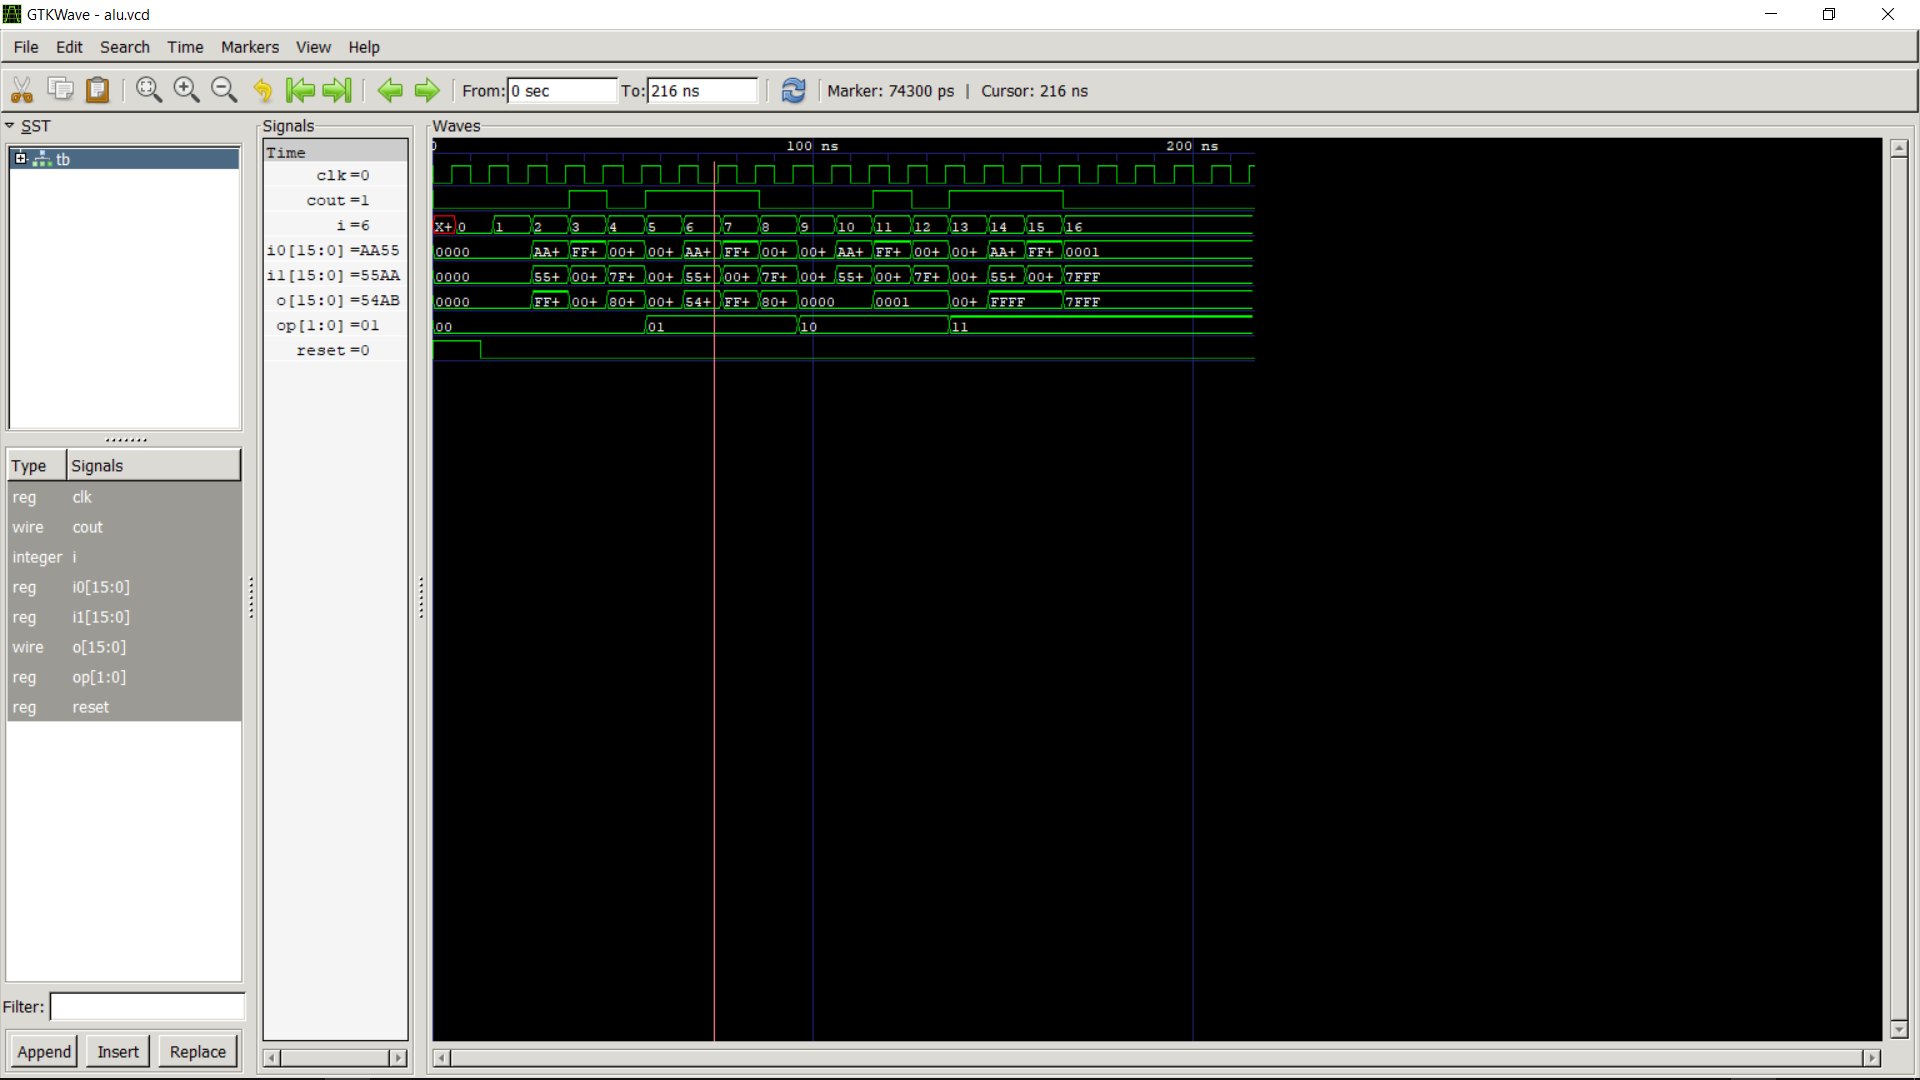 GTKWave - alu.vcd
File Edit Search Time Markers View Help
From: 0 sec To: 216 ns Marker: 74300 ps | Cursor: 216 ns
SST
tb
Type Signals
reg clk
wire cout
integer i
reg i0[15:0]
reg i1[15:0]
wire o[15:0]
reg op[1:0]
reg reset
Filter:
Append Insert Replace
Signals
Time
clk=0
cout=1
i=6
i0[15:0]=AA55
i1[15:0]=55AA
o[15:0]=54AB
op[1:0]=01
reset=0
Waves
0 100 ns 200 ns
X+ 0 1 2 3 4 5 6 7 8 9 10 11 12 13 14 15 16
0000 AA+ FF+ 00+ 00+ AA+ FF+ 00+ 00+ AA+ FF+ 00+ 00+ AA+ FF+ 0001
0000 55+ 00+ 7F+ 00+ 55+ 00+ 7F+ 00+ 55+ 00+ 7F+ 00+ 55+ 00+ 7FFF
0000 FF+ 00+ 80+ 00+ 54+ FF+ 80+ 0000 0001 00+ FFFF 7FFF
00 01 10 11